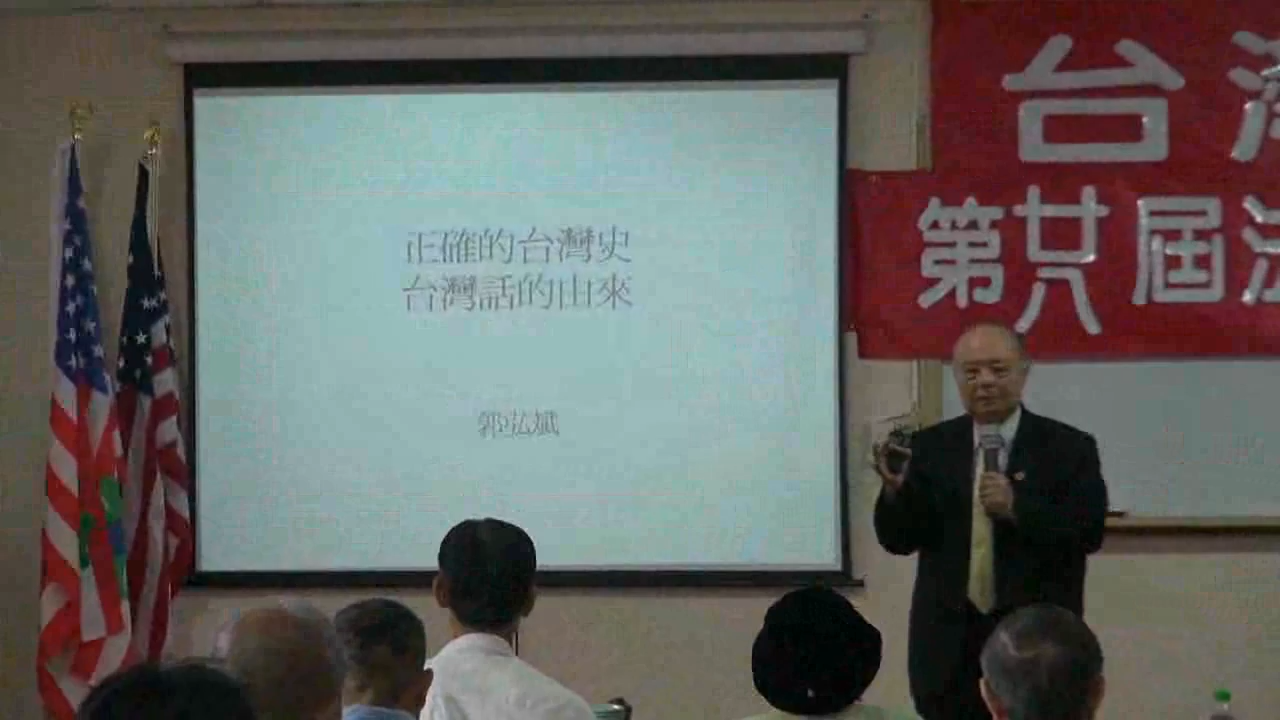 正確的台灣史
台灣話的由來
郭弘斌
台
第廿八屆